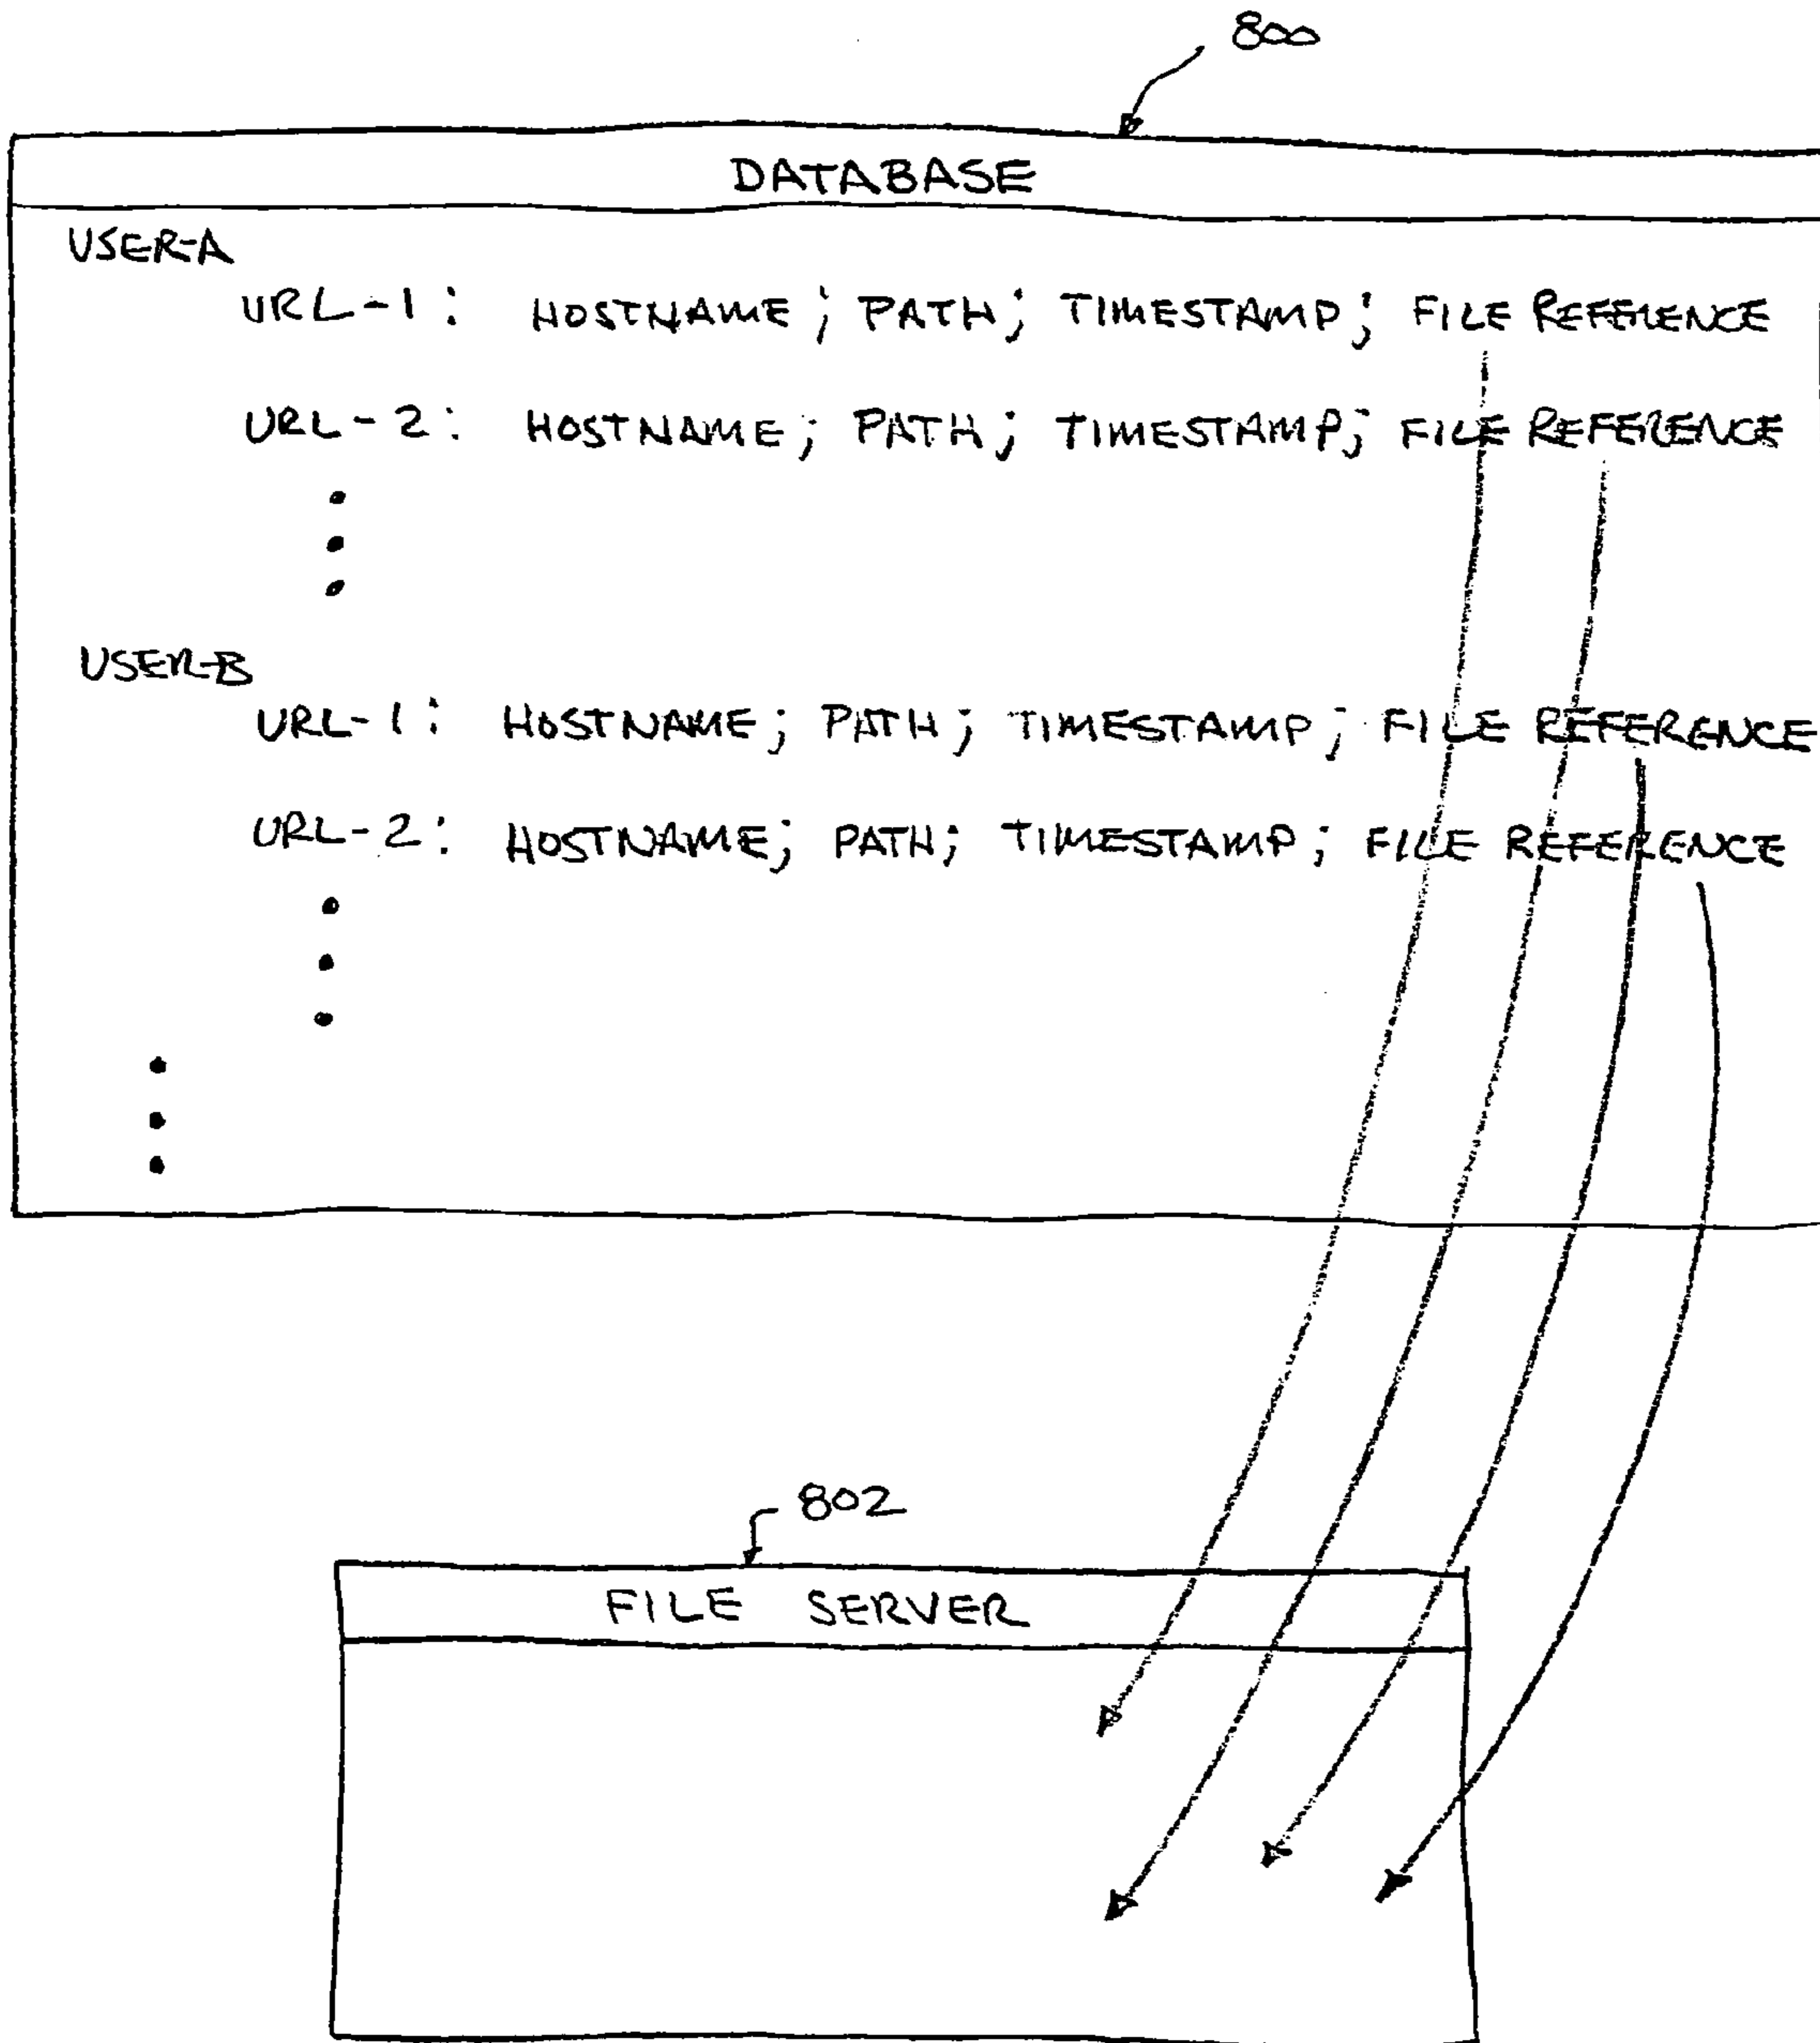 800
DATABASE
USER-A
URL-1: HOSTNAME; PATH; TIMESTAMP; FILE REFERENCE
URL-2: HOSTNAME; PATH; TIMESTAMP; FILE REFERENCE
USER-B
URL-1: HOSTNAME; PATH; TIMESTAMP; FILE REFERENCE
URL-2: HOSTNAME; PATH; TIMESTAMP; FILE REFERENCE
802
FILE SERVER